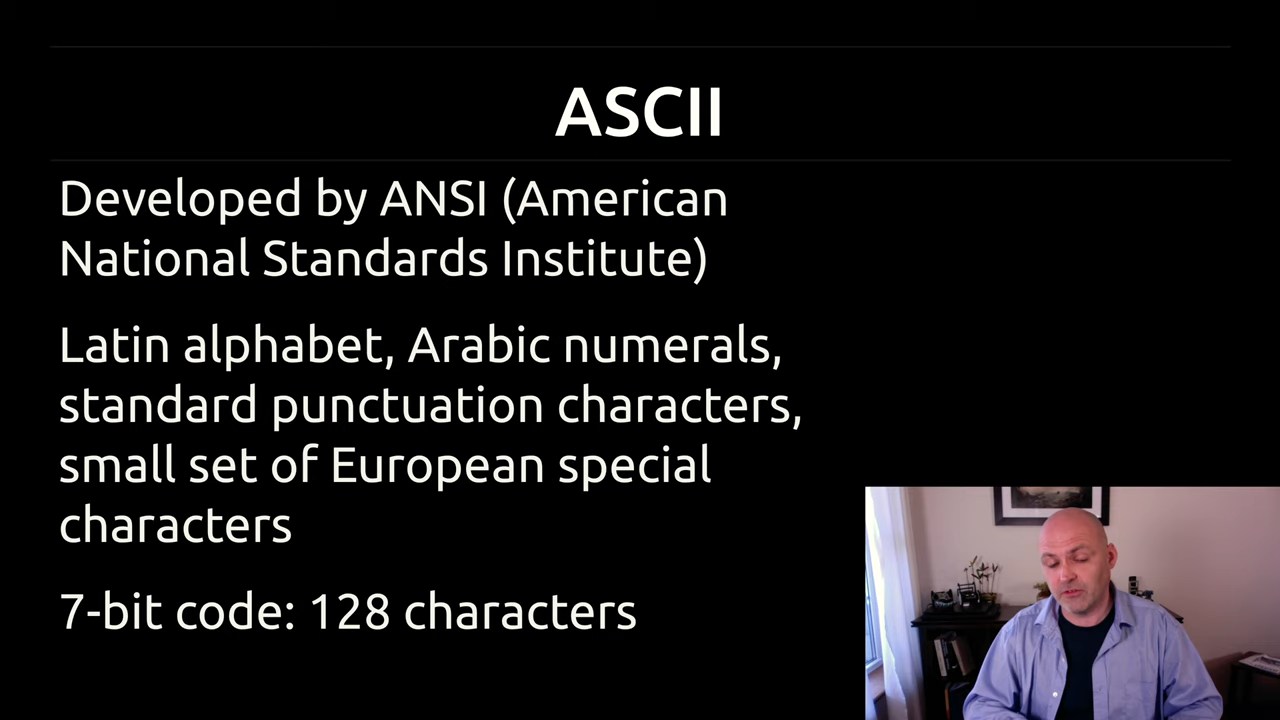 ASCII
Developed by ANSI (American
National Standards Institute)
Latin alphabet, Arabic numerals,
standard punctuation characters,
small set of European special
characters
7-bit code: 128 characters